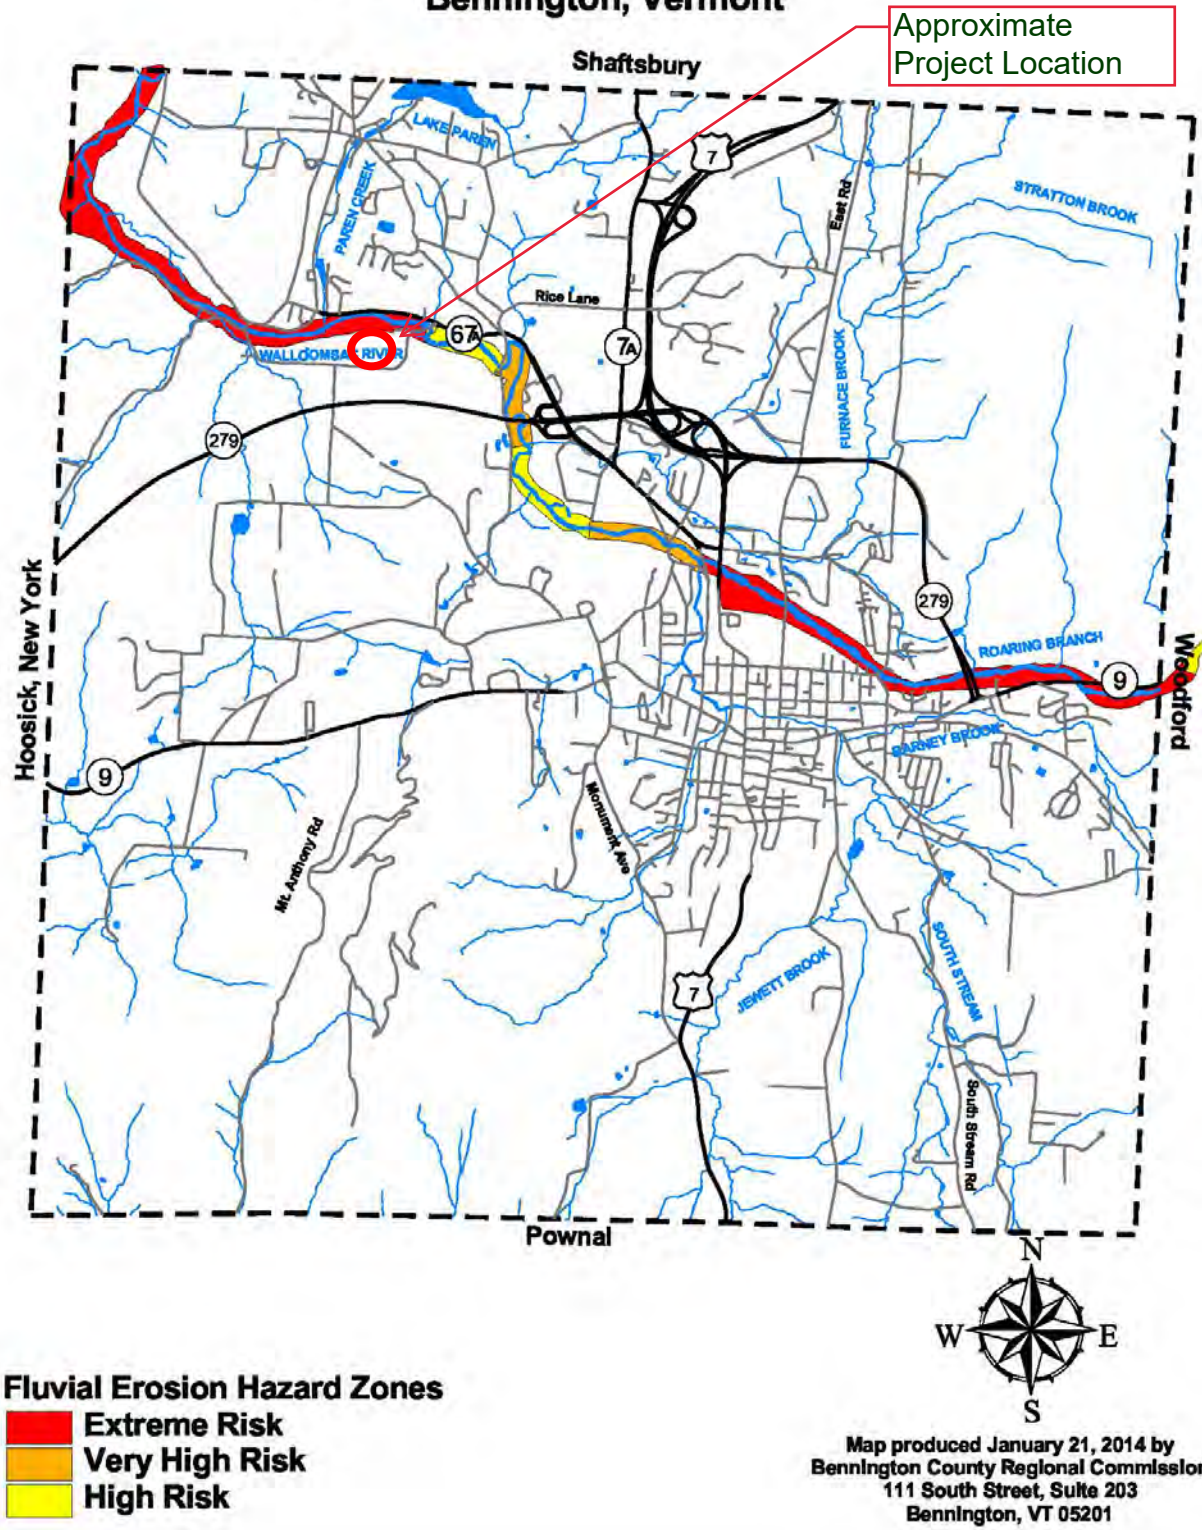 Bennington, Vermont
Approximate
Project Location
Shaftsbury
LAKE PAREN
7
STRATTON BROOK
East Rd
PAREN CREEK
Rice Lane
67A
7A
WALLOOMSAC RIVER
FURNACE BROOK
279
Hoosick, New York
279
ROARING BRANCH
Woodford
9
BARNEY BROOK
9
Monument Ave
Mt. Anthony Rd
SOUTH STREAM
JEWETT BROOK
7
South Stream Rd
Pownal
N
W E
S
Fluvial Erosion Hazard Zones
Extreme Risk
Very High Risk
High Risk
Map produced January 21, 2014 by
Bennington County Regional Commission
111 South Street, Suite 203
Bennington, VT 05201